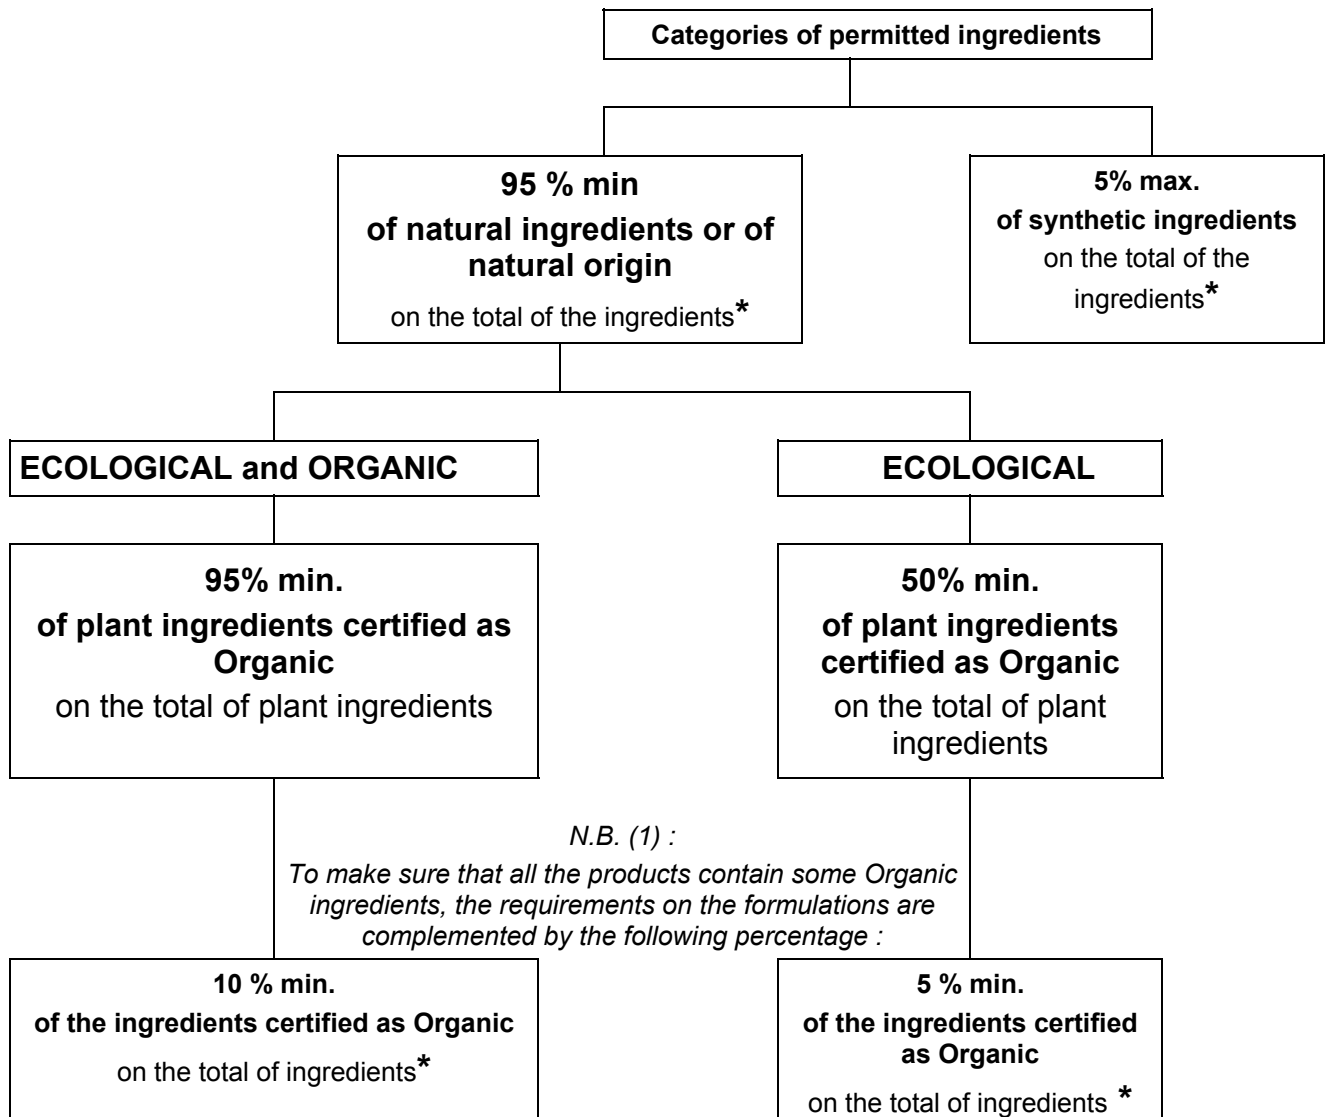 Categories of permitted ingredients
95 % min
of natural ingredients or of
natural origin
on the total of the ingredients*
5% max.
of synthetic ingredients
on the total of the
ingredients*
ECOLOGICAL and ORGANIC
ECOLOGICAL
95% min.
of plant ingredients certified as
Organic
on the total of plant ingredients
50% min.
of plant ingredients
certified as Organic
on the total of plant
ingredients
N.B. (1) :
To make sure that all the products contain some Organic
ingredients, the requirements on the formulations are
complemented by the following percentage :
10 % min.
of the ingredients certified as Organic
on the total of ingredients*
5 % min.
of the ingredients certified
as Organic
on the total of ingredients *